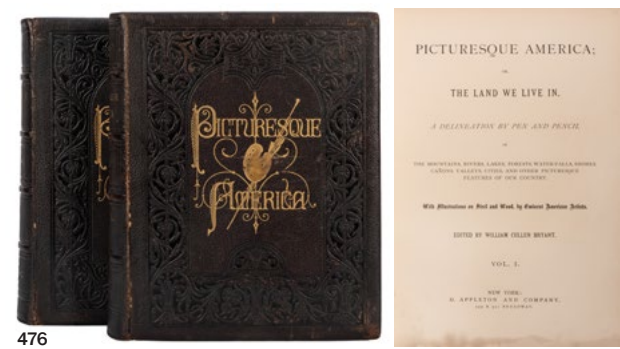 PICTURESQUE
AMERICA
PICTURESQUE AMERICA;
OR,
THE LAND WE LIVE IN.
A DELINEATION BY PEN AND PENCIL
OF
THE MOUNTAINS, RIVERS, LAKES, FORESTS, WATER-FALLS, SHORES,
CAÑONS, VALLEYS, CITIES, AND OTHER PICTURESQUE
FEATURES OF OUR COUNTRY.
With Illustrations on Steel and Wood, by Eminent American Artists.
EDITED BY WILLIAM CULLEN BRYANT.
VOL. I.
NEW YORK:
D. APPLETON AND COMPANY,
BROADWAY.
476